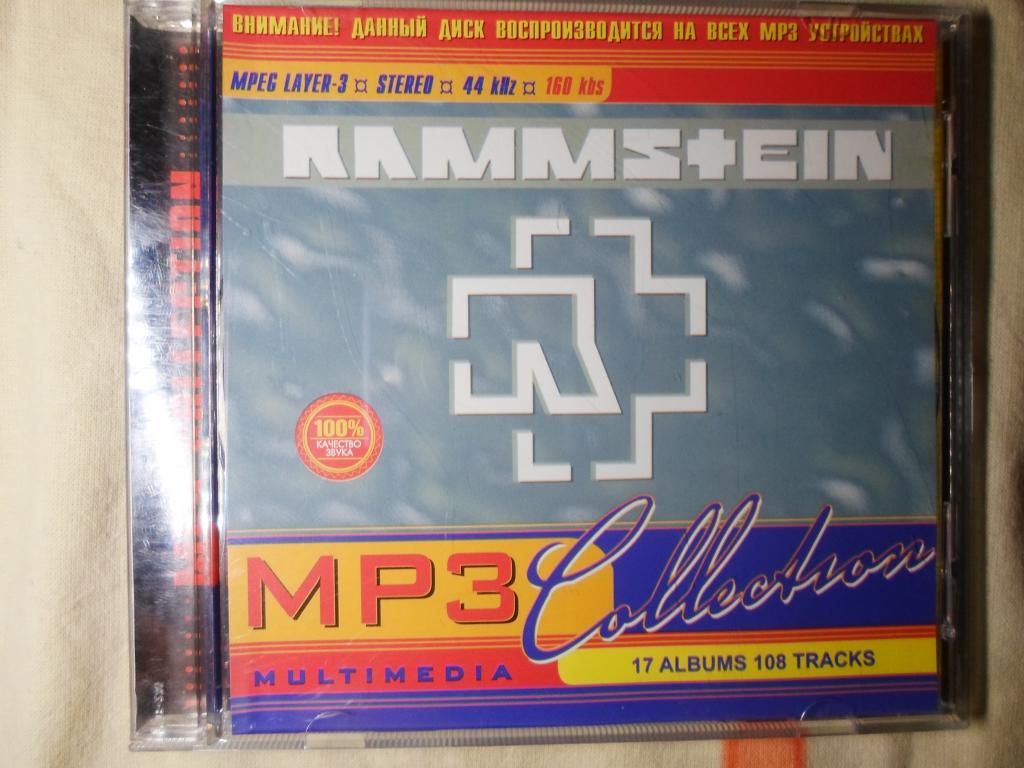 ВНИМАНИЕ! ДАННЫЙ ДИСК ВОСПРОИЗВОДИТСЯ НА ВСЕХ MP3 УСТРОЙСТВАХ
MPEG LAYER-3 ¤ STEREO ¤ 44 kHz ¤ 160 kbs
RAMMSTEIN
100%
КАЧЕСТВО
ЗВУКА
MP3 Collection
MULTIMEDIA
17 ALBUMS 108 TRACKS